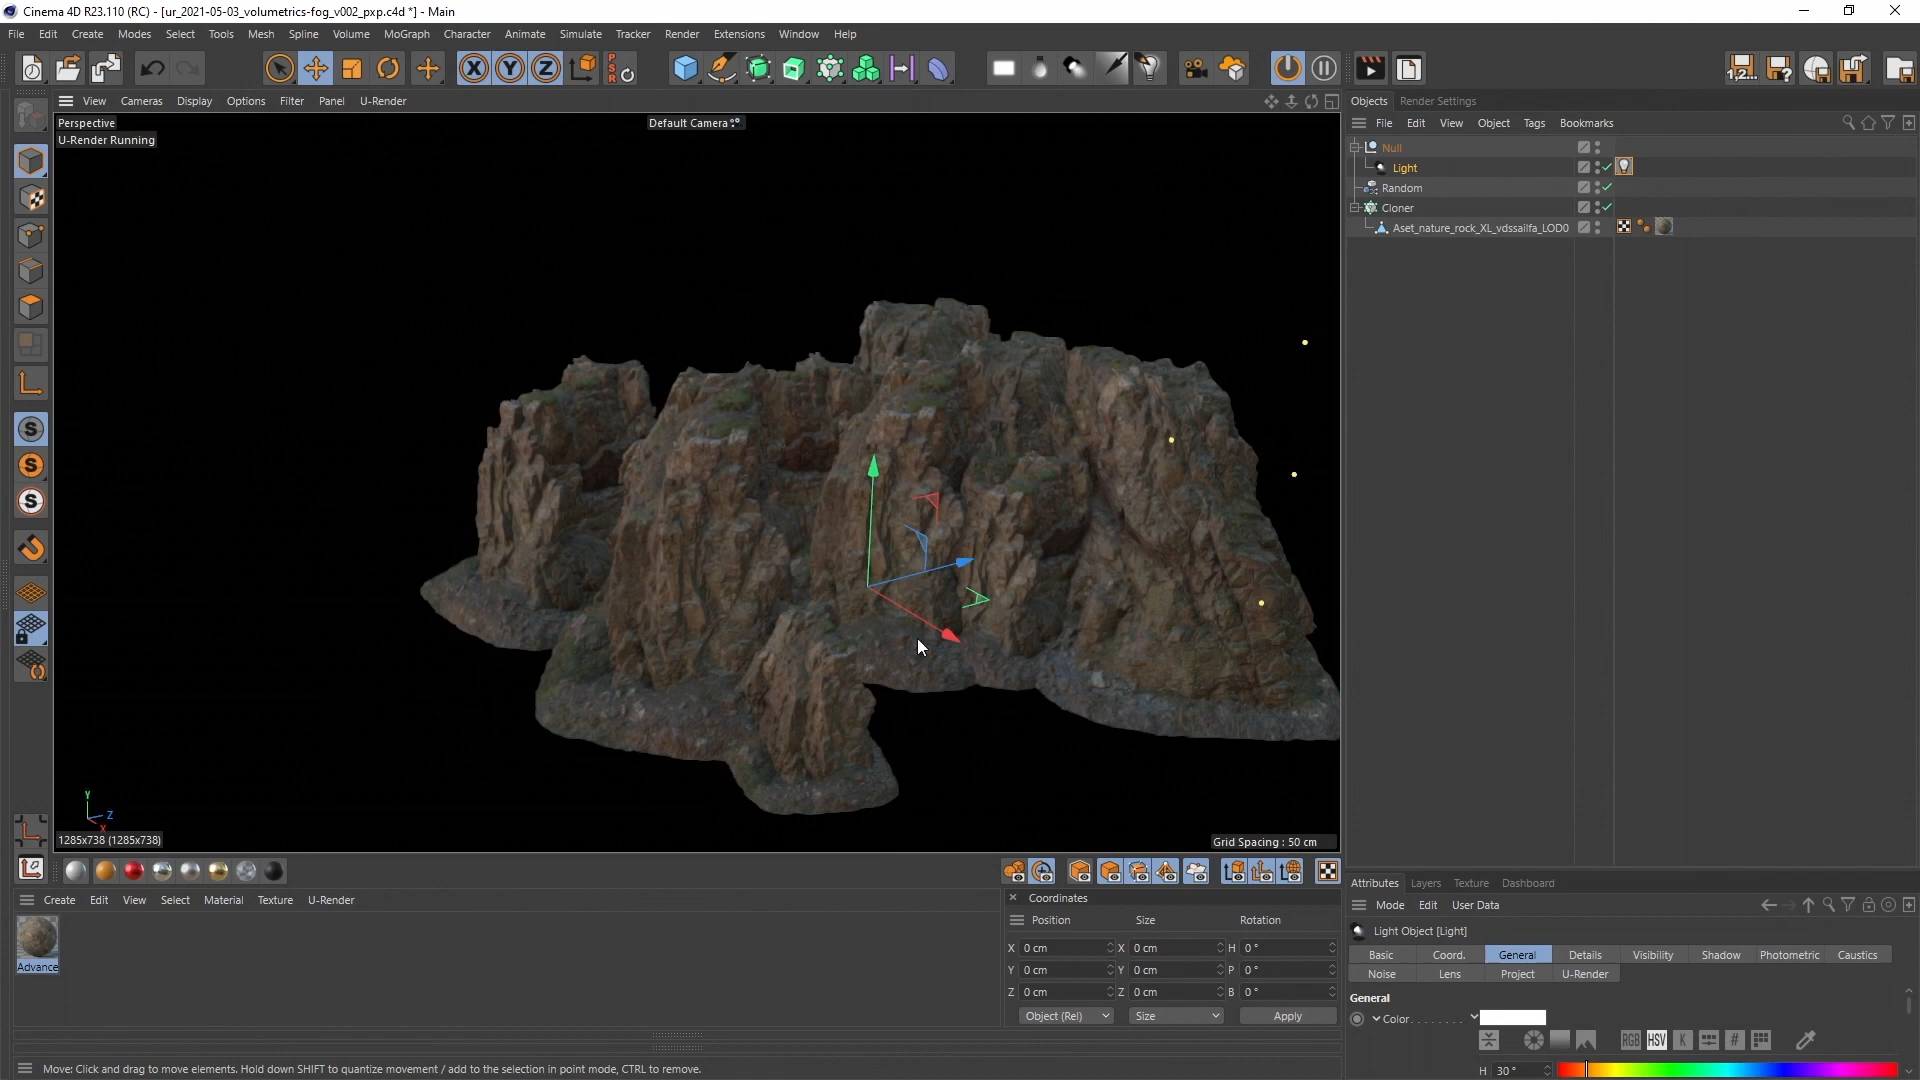 Cinema 4D R23.110 (RC) - [ur_2021-05-03_volumetrics-fog_v002_pxp.c4d *] - Main
File Edit Create Modes Select Tools Mesh Spline Volume MoGraph Character Animate Simulate Tracker Render Extensions Window Help
X Y Z PSR 1,2...
View Cameras Display Options Filter Panel U-Render
Objects Render Settings
Perspective
Default Camera
File Edit View Object Tags Bookmarks
U-Render Running
Null
Light
Random
Cloner
Aset_nature_rock_XL_vdssailfa_LOD0
S
S
S
Y
Z
X
1285x738 (1285x738)
Grid Spacing : 50 cm
Attributes Layers Texture Dashboard
Create Edit View Select Material Texture U-Render
Coordinates
Mode Edit User Data
Position Size Rotation
Light Object [Light]
X 0 cm X 0 cm H 0 °
Basic Coord. General Details Visibility Shadow Photometric Caustics
Advance
Y 0 cm Y 0 cm P 0 °
Noise Lens Project U-Render
Z 0 cm Z 0 cm B 0 °
General
Object (Rel) Size Apply
Color
RGB HSV K #
Move: Click and drag to move elements. Hold down SHIFT to quantize movement / add to the selection in point mode, CTRL to remove.
H 30 °